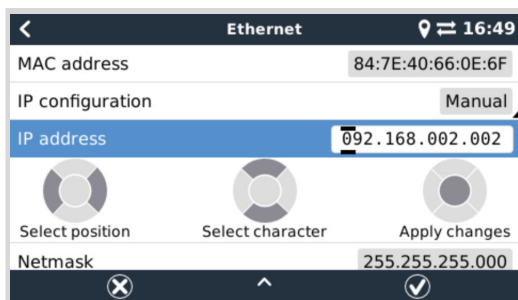 Ethernet 16:49
MAC address 84:7E:40:66:0E:6F
IP configuration Manual
IP address 092.168.002.002
Select position Select character Apply changes
Netmask 255.255.255.000